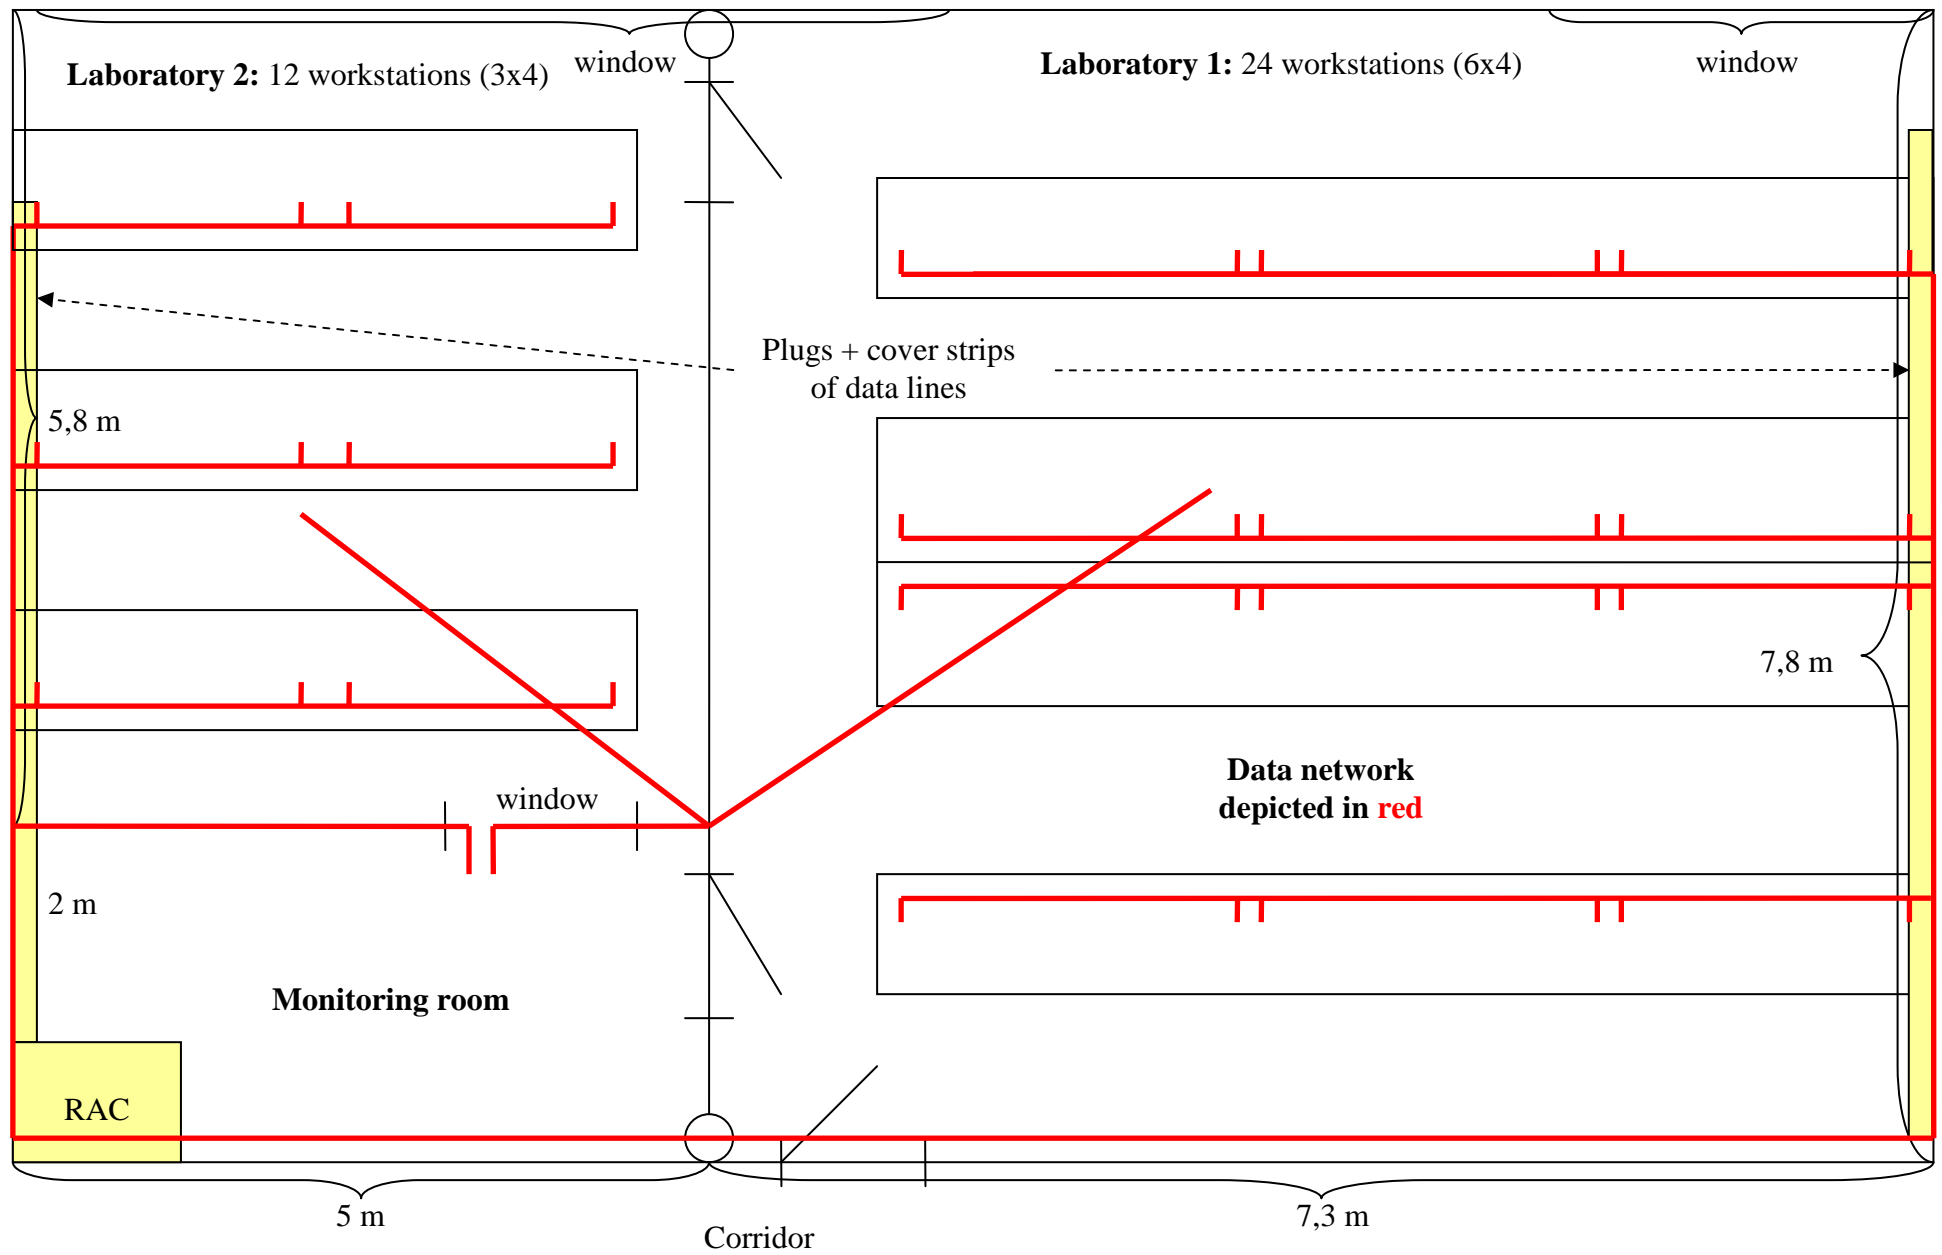 Laboratory 2: 12 workstations (3x4)
window
Laboratory 1: 24 workstations (6x4)
window
Plugs + cover strips
of data lines
5,8 m
7,8 m
window
Data network
depicted in red
2 m
Monitoring room
RAC
5 m
7,3 m
Corridor